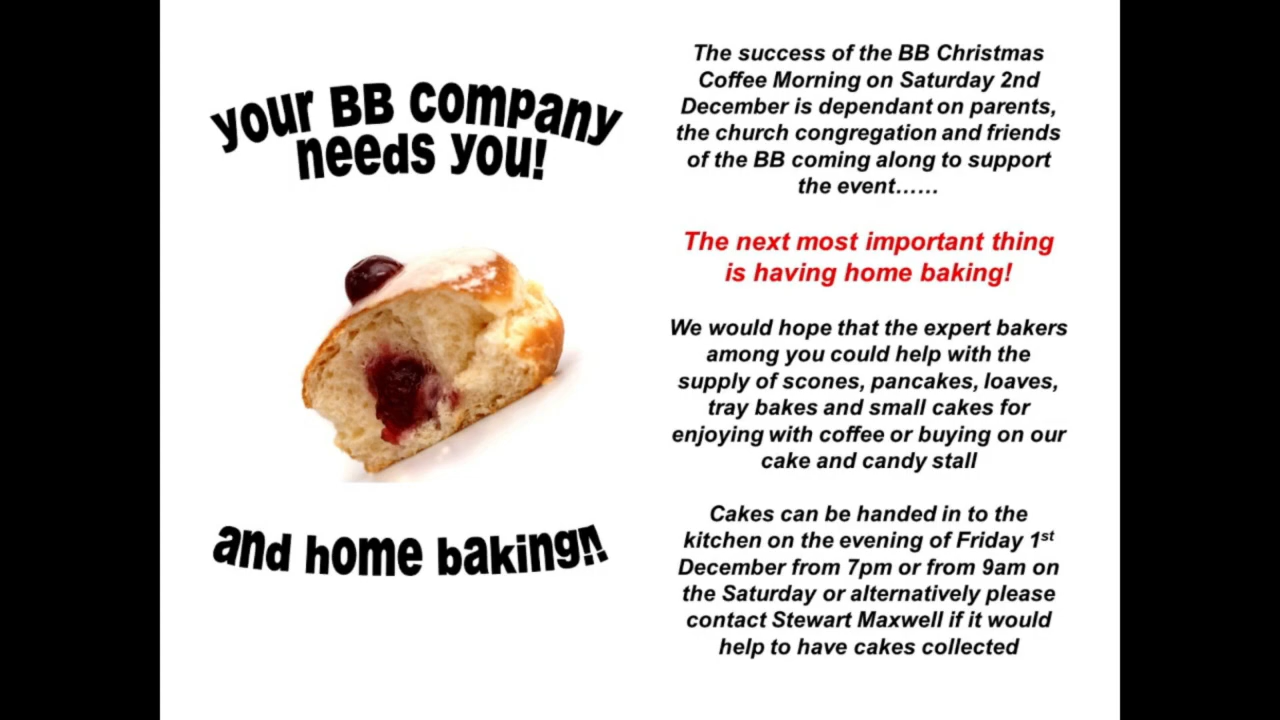 your BB company
needs you!
and home baking!!
The success of the BB Christmas
Coffee Morning on Saturday 2nd
December is dependant on parents,
the church congregation and friends
of the BB coming along to support
the event……
The next most important thing
is having home baking!
We would hope that the expert bakers
among you could help with the
supply of scones, pancakes, loaves,
tray bakes and small cakes for
enjoying with coffee or buying on our
cake and candy stall
Cakes can be handed in to the
kitchen on the evening of Friday 1st
December from 7pm or from 9am on
the Saturday or alternatively please
contact Stewart Maxwell if it would
help to have cakes collected